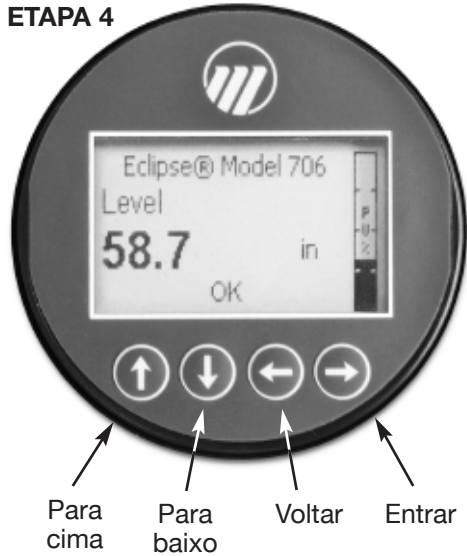 ETAPA 4
Eclipse® Model 706
Level
58.7 in
OK
P
U
%
Para cima
Para baixo
Voltar
Entrar